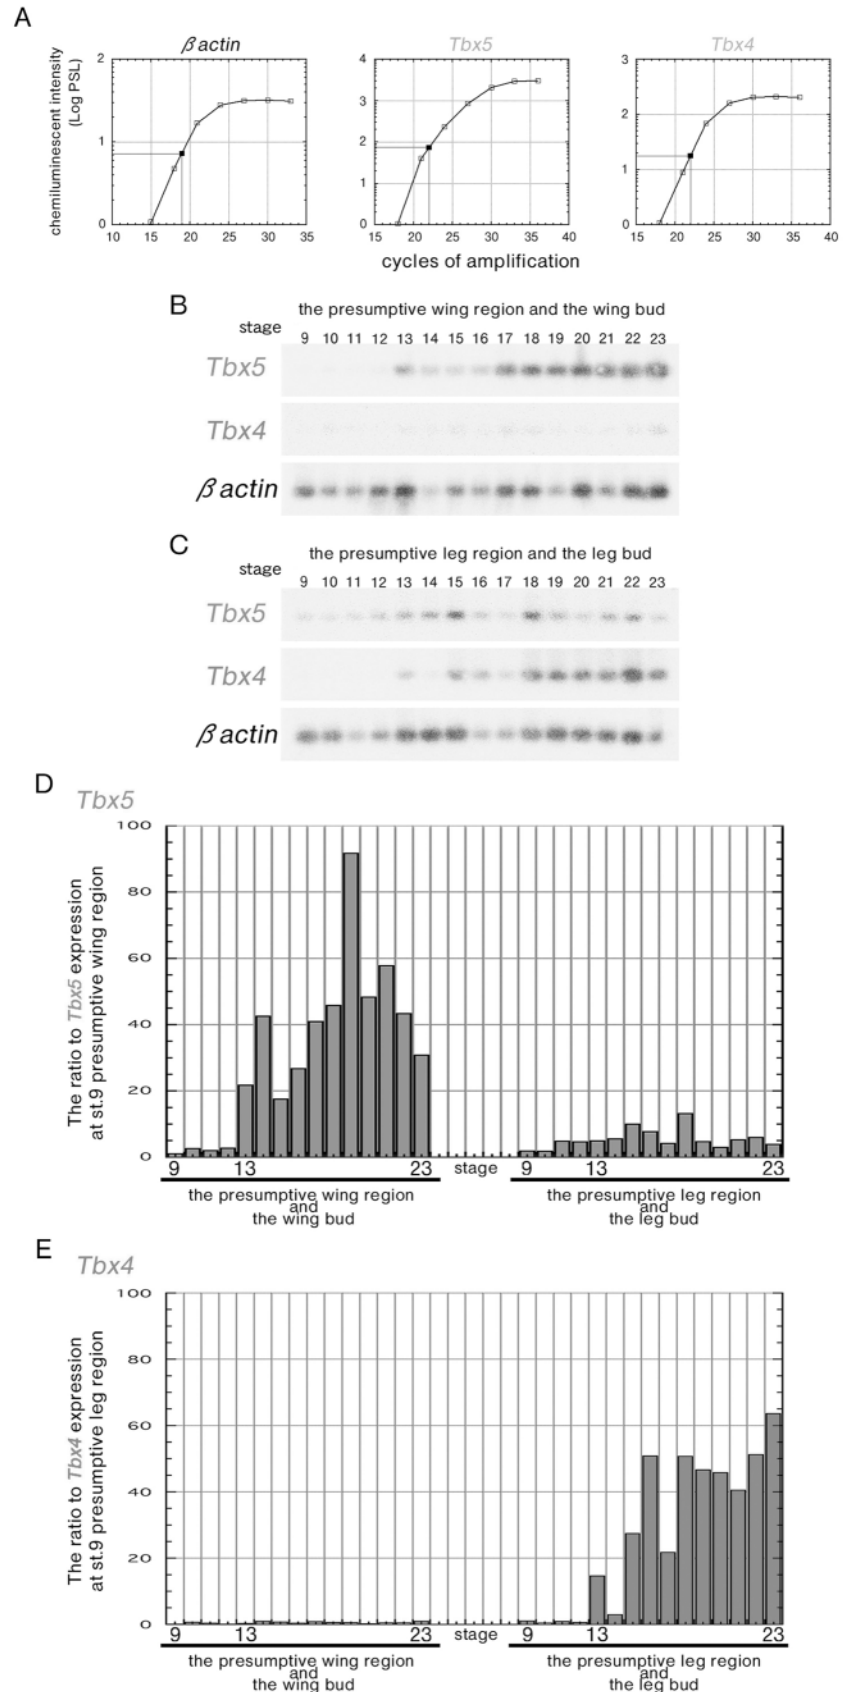 A
β actin
Tbx5
Tbx4
chemiluminescent intensity
(Log PSL)
2
1
0
10 15 20 25 30 35
4
3
2
1
0
15 20 25 30 35 40
3
2
1
0
15 20 25 30 35 40
cycles of amplification
B
the presumptive wing region and the wing bud
stage
9 10 11 12 13 14 15 16 17 18 19 20 21 22 23
Tbx5
Tbx4
β actin
C
the presumptive leg region and the leg bud
stage
9 10 11 12 13 14 15 16 17 18 19 20 21 22 23
Tbx5
Tbx4
β actin
D
Tbx5
The ratio to Tbx5 expression
at st.9 presumptive wing region
100
80
60
40
20
0
9 13 23 stage 9 13 23
the presumptive wing region
and
the wing bud
the presumptive leg region
and
the leg bud
E
Tbx4
The ratio to Tbx4 expression
at st.9 presumptive leg region
100
80
60
40
20
0
9 13 23 stage 9 13 23
the presumptive wing region
and
the wing bud
the presumptive leg region
and
the leg bud